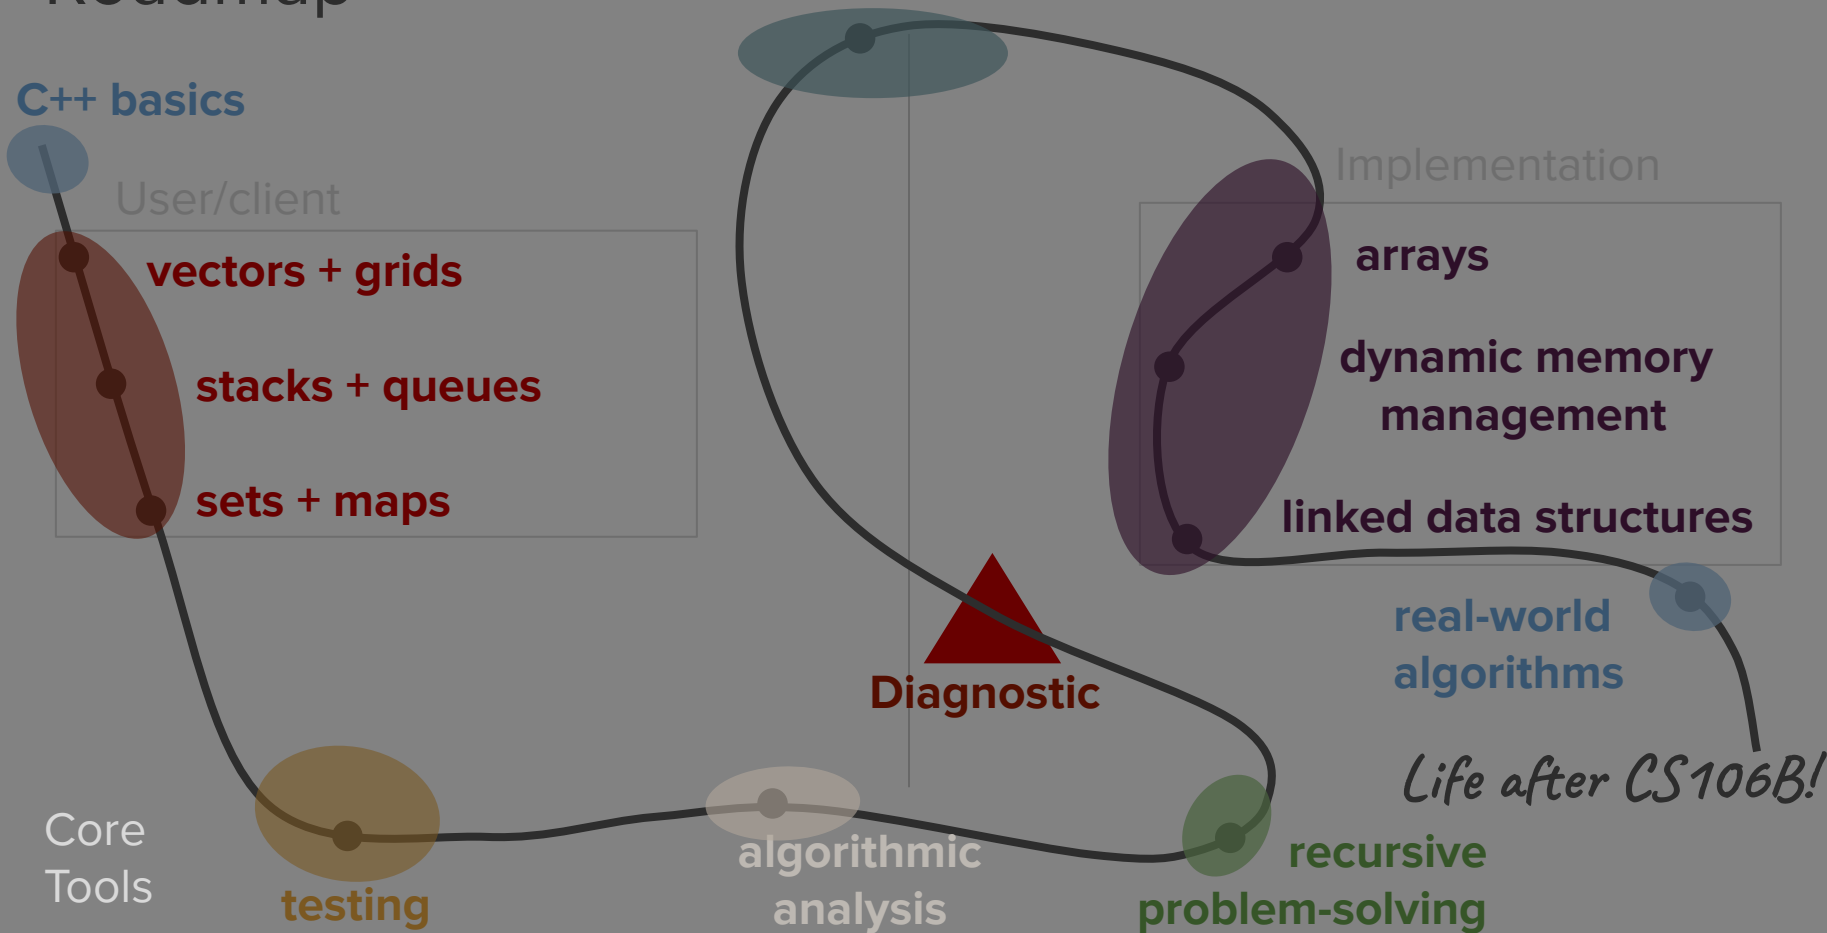 Roadmap
C++ basics
User/client
vectors + grids
stacks + queues
sets + maps
Implementation
arrays
dynamic memory
management
linked data structures
Diagnostic
real-world
algorithms
Life after CS106B!
Core
Tools
testing
algorithmic
analysis
recursive
problem-solving